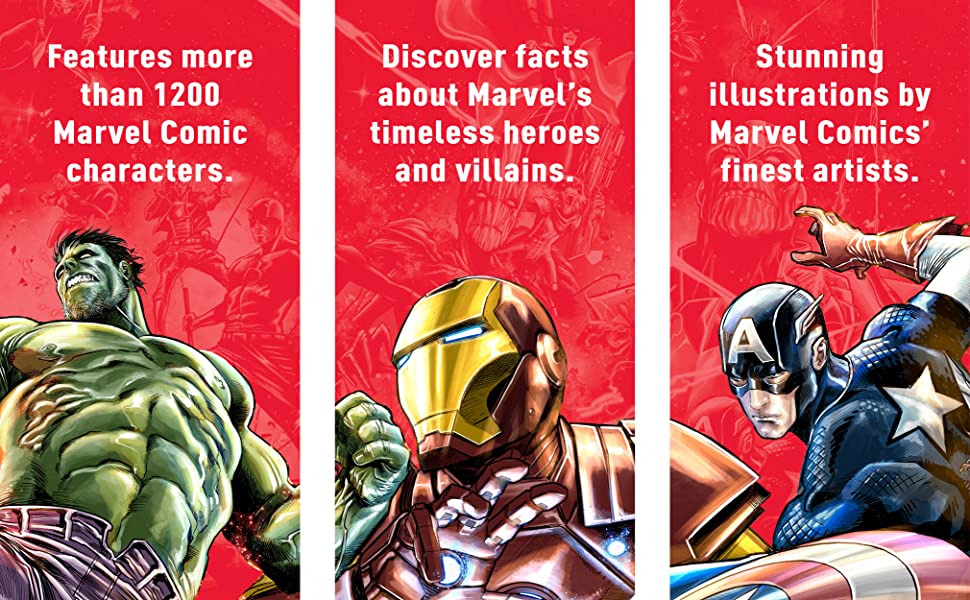 Features more
than 1200
Marvel Comic
characters.
Discover facts
about Marvel's
timeless heroes
and villains.
Stunning
illustrations by
Marvel Comics'
finest artists.
A